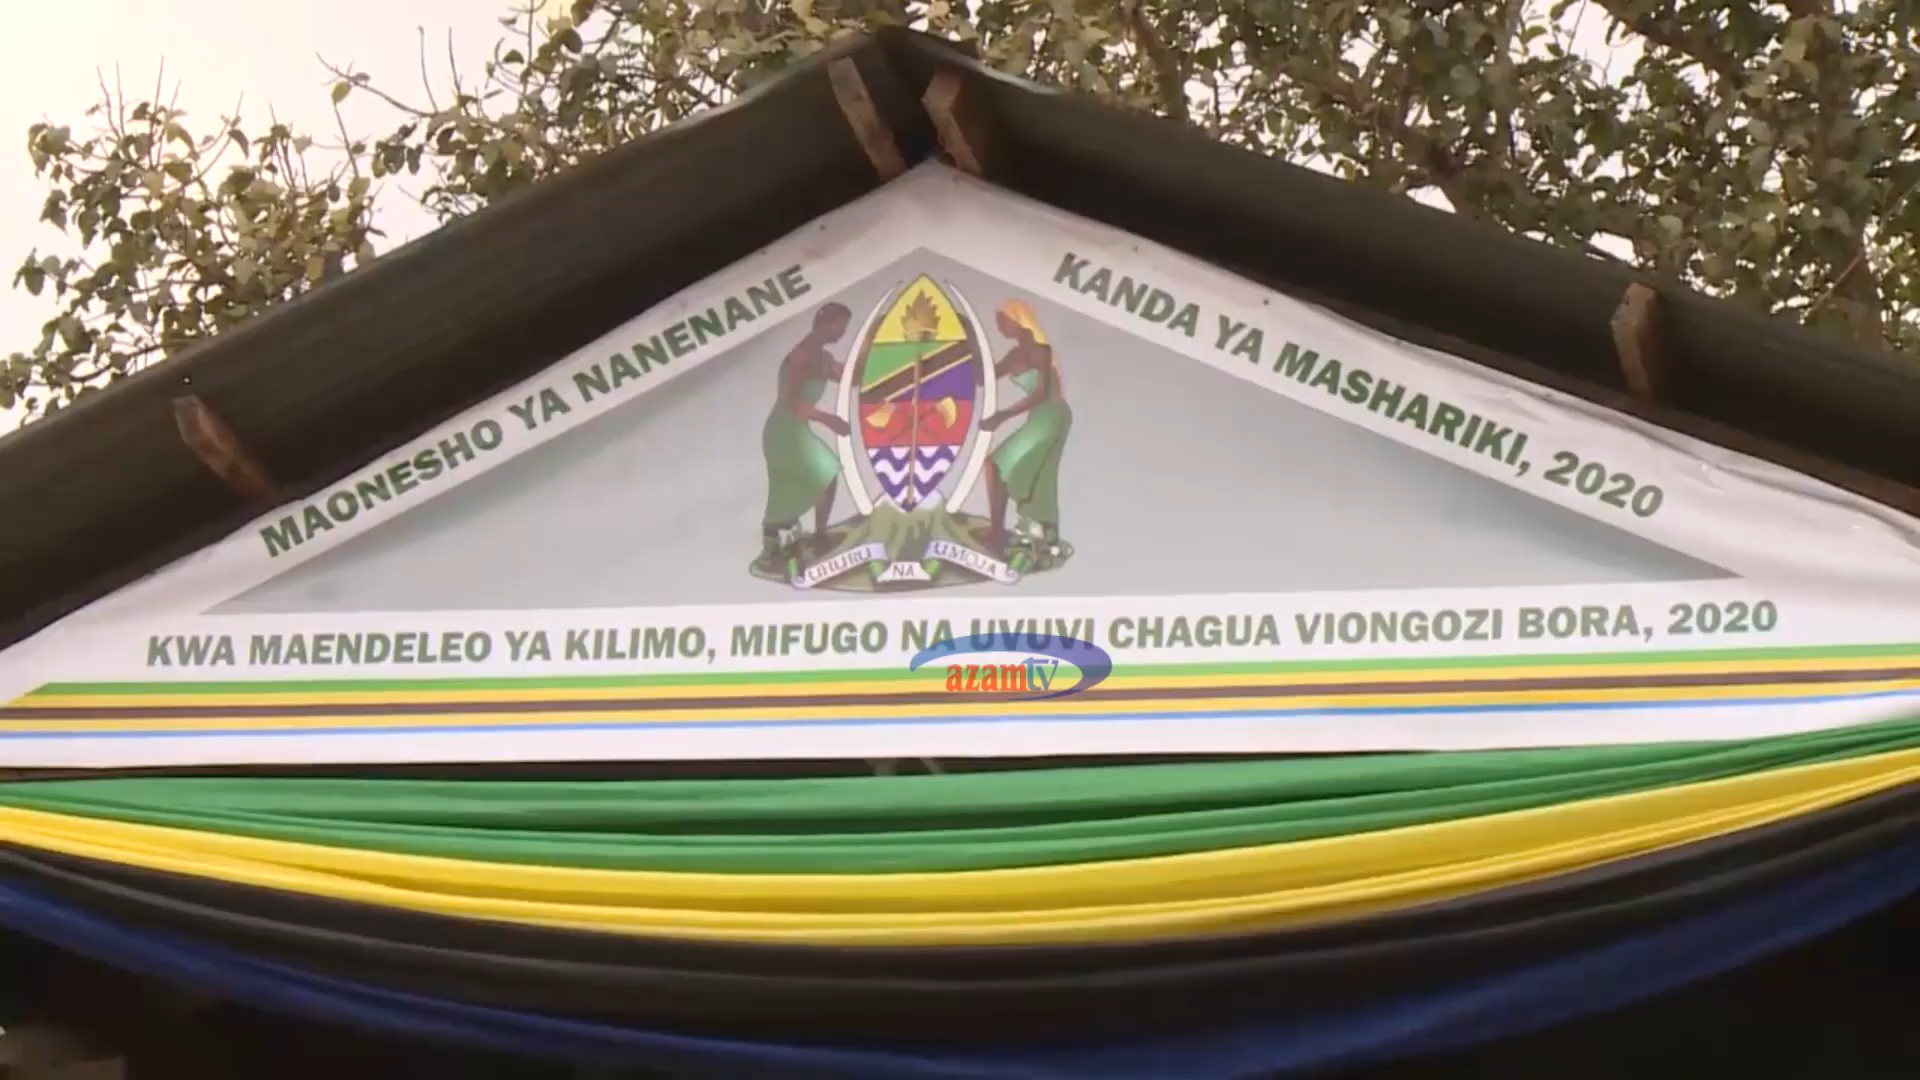 MAONESHO YA NANENANE
KANDA YA MASHARIKI, 2020
UHURU NA UMOJA
KWA MAENDELEO YA KILIMO, MIFUGO NA UVUVI CHAGUA VIONGOZI BORA, 2020
azamtv